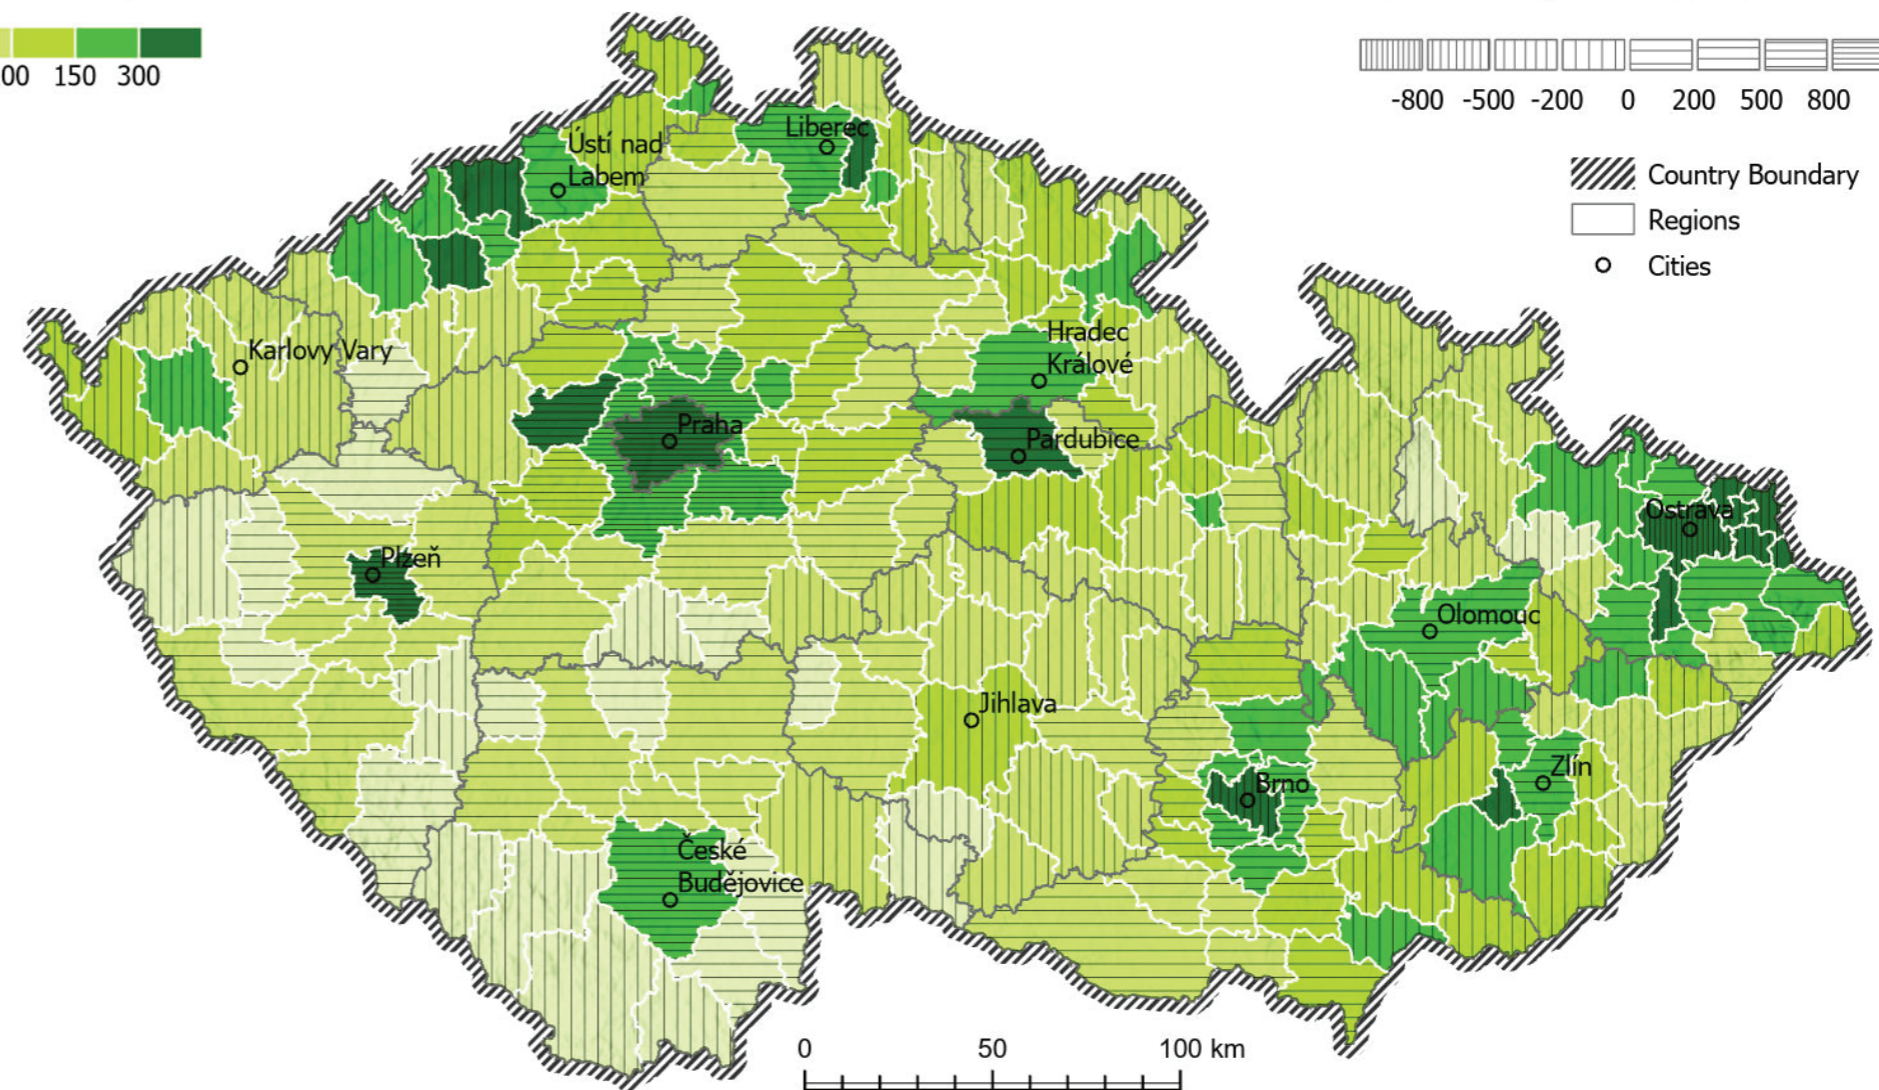 00 150 300
-800 -500 -200 0 200 500 800
Country Boundary
Regions
Cities
Liberec
Ústí nad
Labem
Karlovy Vary
Hradec
Králové
Praha
Pardubice
Plzeň
Ostrava
Olomouc
Jihlava
Brno
Zlín
České
Budějovice
0 50 100 km